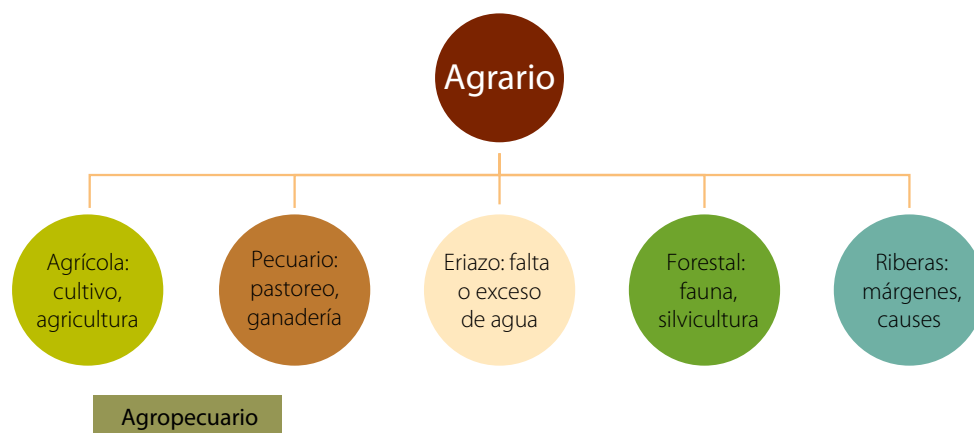 Agrario
Agrícola:
cultivo,
agricultura
Pecuario:
pastoreo,
ganadería
Eriazo: falta
o exceso
de agua
Forestal:
fauna,
silvicultura
Riberas:
márgenes,
causes
Agropecuario